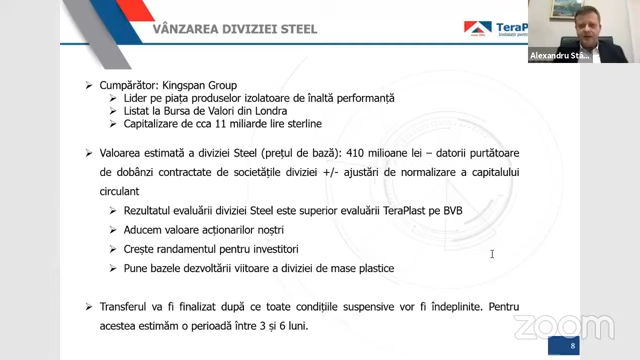 VÂNZAREA DIVIZIEI STEEL
TeraP
Alexandru Stâ...
Cumpărător: Kingspan Group
Lider pe piața produselor izolatoare de înaltă performanță
Listat la Bursa de Valori din Londra
Capitalizare de cca 11 miliarde lire sterline
Valoarea estimată a diviziei Steel (prețul de bază): 410 milioane lei – datorii purtătoare
de dobânzi contractate de societățile diviziei +/- ajustări de normalizare a capitalului
circulant
Rezultatul evaluării diviziei Steel este superior evaluării TeraPlast pe BVB
Aducem valoare acționarilor noștri
Crește randamentul pentru investitori
Pune bazele dezvoltării viitoare a diviziei de mase plastice
Transferul va fi finalizat după ce toate condițiile suspensive vor fi îndeplinite. Pentru
acestea estimăm o perioadă între 3 și 6 luni.
zoom
8